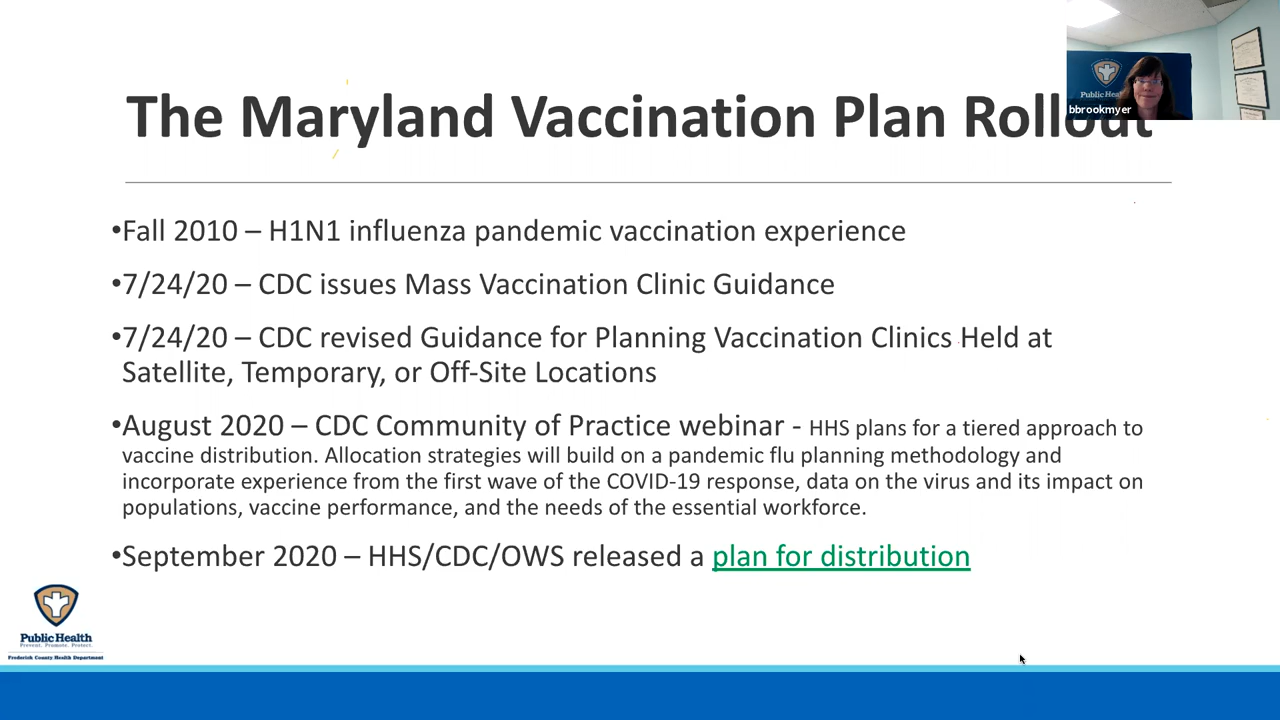 The Maryland Vaccination Plan Rollout
Public Health
bbrookmyer
•Fall 2010 – H1N1 influenza pandemic vaccination experience
•7/24/20 – CDC issues Mass Vaccination Clinic Guidance
•7/24/20 – CDC revised Guidance for Planning Vaccination Clinics Held at
Satellite, Temporary, or Off-Site Locations
•August 2020 – CDC Community of Practice webinar - HHS plans for a tiered approach to
vaccine distribution. Allocation strategies will build on a pandemic flu planning methodology and
incorporate experience from the first wave of the COVID-19 response, data on the virus and its impact on
populations, vaccine performance, and the needs of the essential workforce.
•September 2020 – HHS/CDC/OWS released a plan for distribution
Public Health
Prevent. Promote. Protect.
Frederick County Health Department